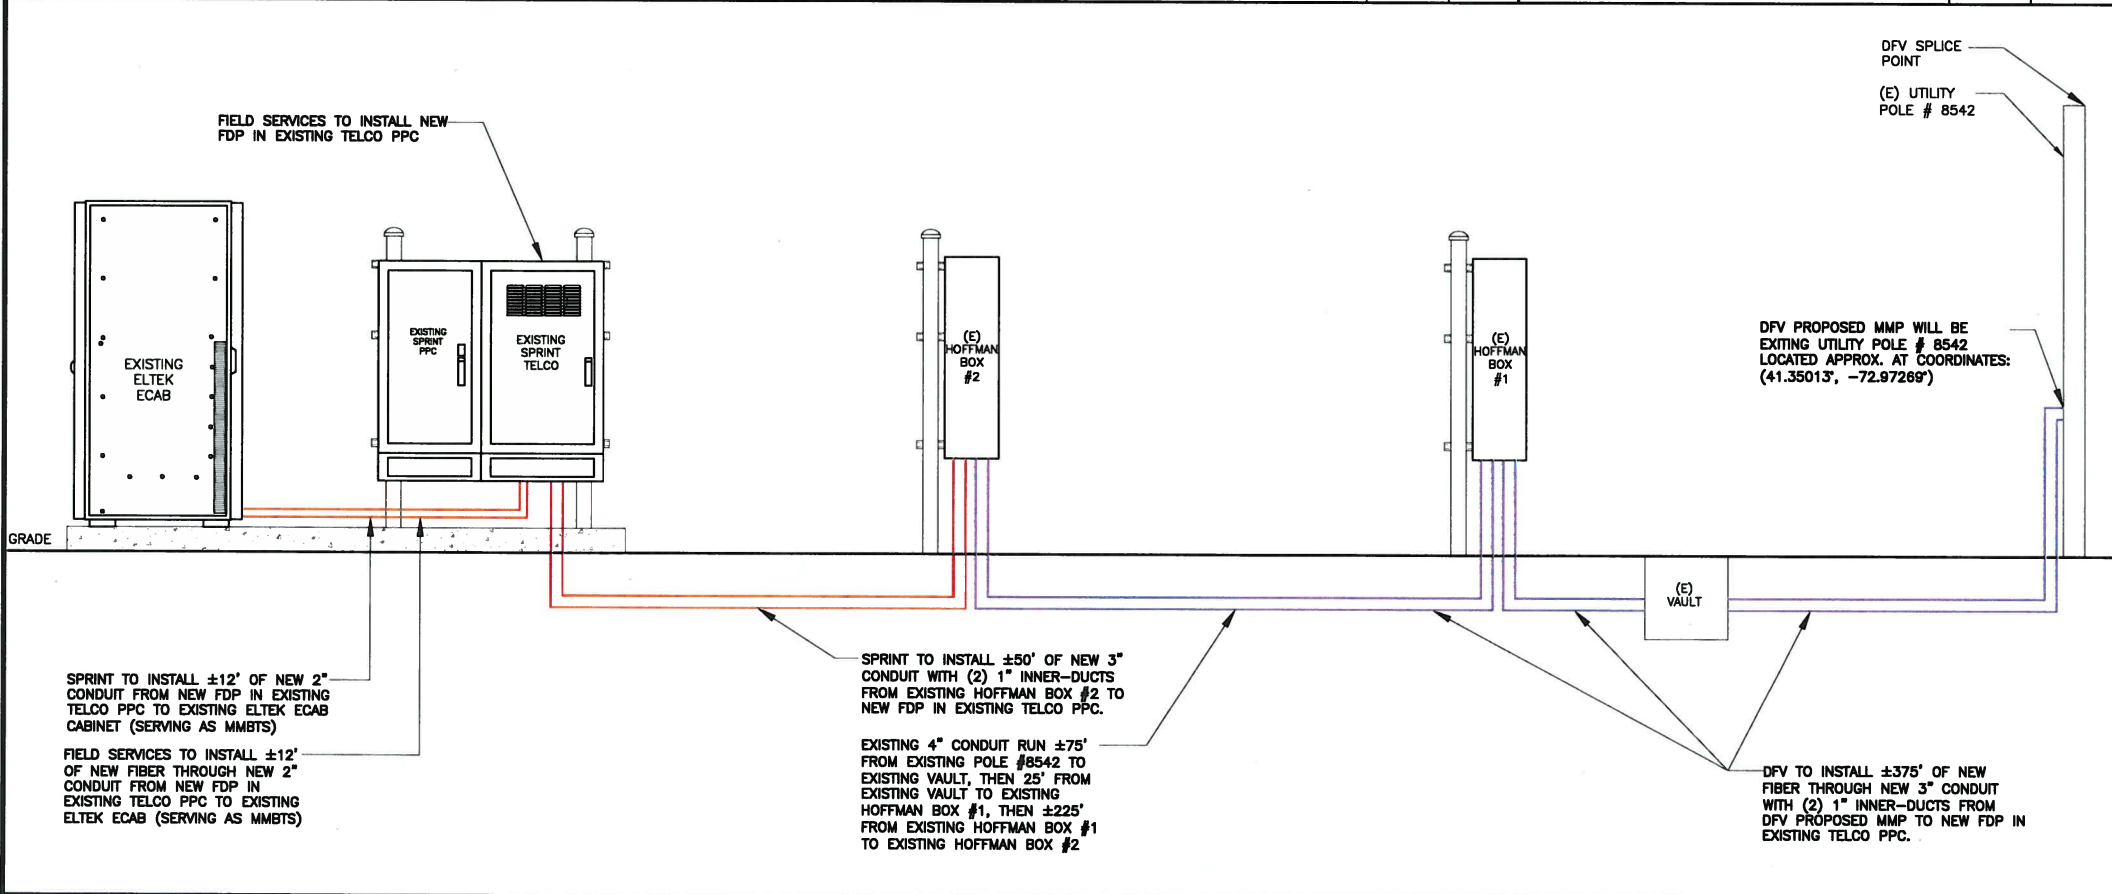 DFV SPLICE
POINT
(E) UTILITY
POLE # 8542
FIELD SERVICES TO INSTALL NEW
FDP IN EXISTING TELCO PPC
EXISTING
ELTEK
ECAB
EXISTING
SPRINT
PPC
EXISTING
SPRINT
TELCO
(E)
HOFFMAN
BOX
#2
(E)
HOFFMAN
BOX
#1
DFV PROPOSED MMP WILL BE
EXITING UTILITY POLE # 8542
LOCATED APPROX. AT COORDINATES:
(41.35013°, -72.97269°)
GRADE
(E)
VAULT
SPRINT TO INSTALL ±12' OF NEW 2"
CONDUIT FROM NEW FDP IN EXISTING
TELCO PPC TO EXISTING ELTEK ECAB
CABINET (SERVING AS MMBTS)
FIELD SERVICES TO INSTALL ±12'
OF NEW FIBER THROUGH NEW 2"
CONDUIT FROM NEW FDP IN
EXISTING TELCO PPC TO EXISTING
ELTEK ECAB (SERVING AS MMBTS)
SPRINT TO INSTALL ±50' OF NEW 3"
CONDUIT WITH (2) 1" INNER-DUCTS
FROM EXISTING HOFFMAN BOX #2 TO
NEW FDP IN EXISTING TELCO PPC.
EXISTING 4" CONDUIT RUN ±75'
FROM EXISTING POLE #8542 TO
EXISTING VAULT, THEN 25' FROM
EXISTING VAULT TO EXISTING
HOFFMAN BOX #1, THEN ±225'
FROM EXISTING HOFFMAN BOX #1
TO EXISTING HOFFMAN BOX #2
DFV TO INSTALL ±375' OF NEW
FIBER THROUGH NEW 3" CONDUIT
WITH (2) 1" INNER-DUCTS FROM
DFV PROPOSED MMP TO NEW FDP IN
EXISTING TELCO PPC.